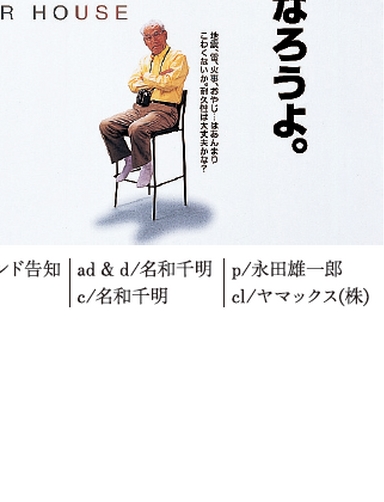 R HOUSE
なろうよ。
地震、雷、火事、おやじ…はあんまり
こわくないか。耐久性は大丈夫かな?
ンド告知
ad & d/名和千明
c/名和千明
p/永田雄一郎
cl/ヤマックス(株)